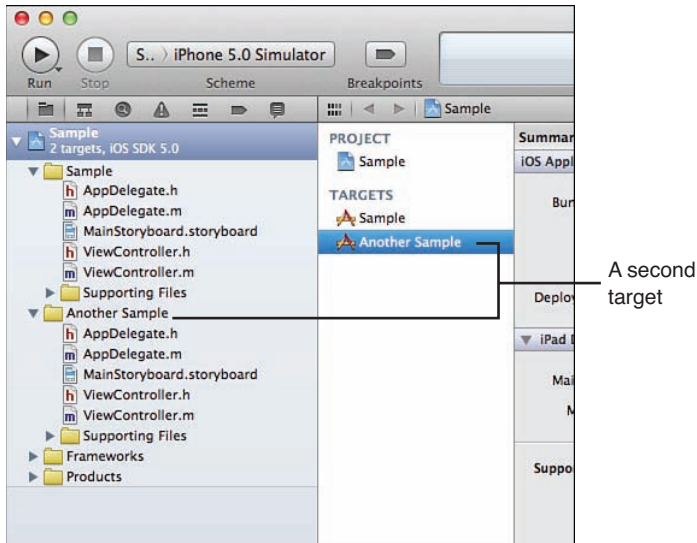 S.. 〉 iPhone 5.0 Simulator
Run Stop Scheme Breakpoints
Sample
Sample
2 targets, iOS SDK 5.0
Sample
h AppDelegate.h
m AppDelegate.m
MainStoryboard.storyboard
h ViewController.h
m ViewController.m
Supporting Files
Another Sample
h AppDelegate.h
m AppDelegate.m
MainStoryboard.storyboard
h ViewController.h
m ViewController.m
Supporting Files
Frameworks
Products
PROJECT
Sample
TARGETS
Sample
Another Sample
Summar
iOS Appl
Bun
Deploy
iPad D
Mai
M
Suppo
A second
target